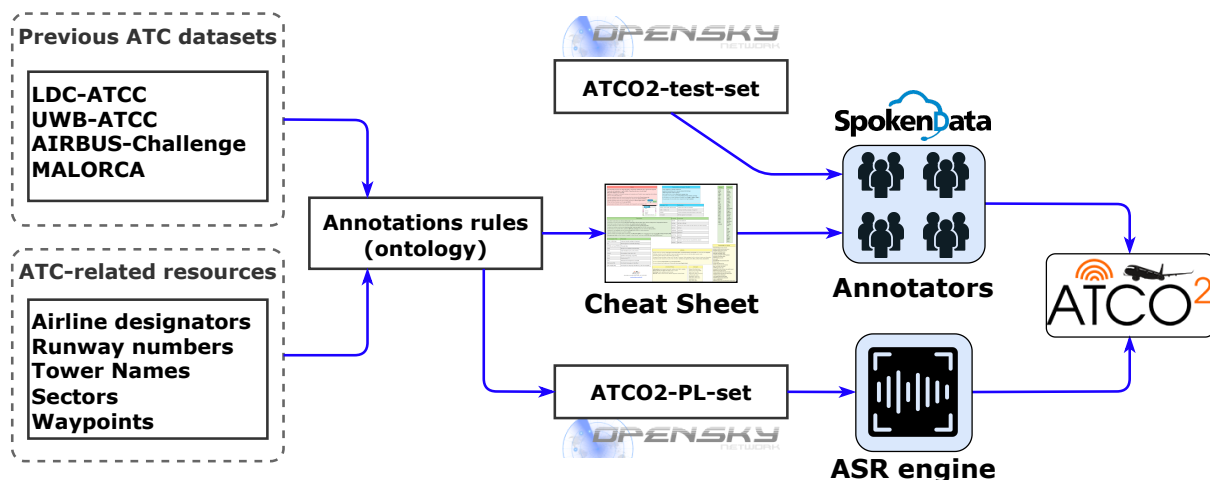 Previous ATC datasets
LDC-ATCC
UWB-ATCC
AIRBUS-Challenge
MALORCA
ATC-related resources
Airline designators
Runway numbers
Tower Names
Sectors
Waypoints
Annotations rules
(ontology)
OPENSKY
NETWORK
ATCO2-test-set
Cheat Sheet
ATCO2-PL-set
OPENSKY
NETWORK
SpokenData
Annotators
ASR engine
ATCO2